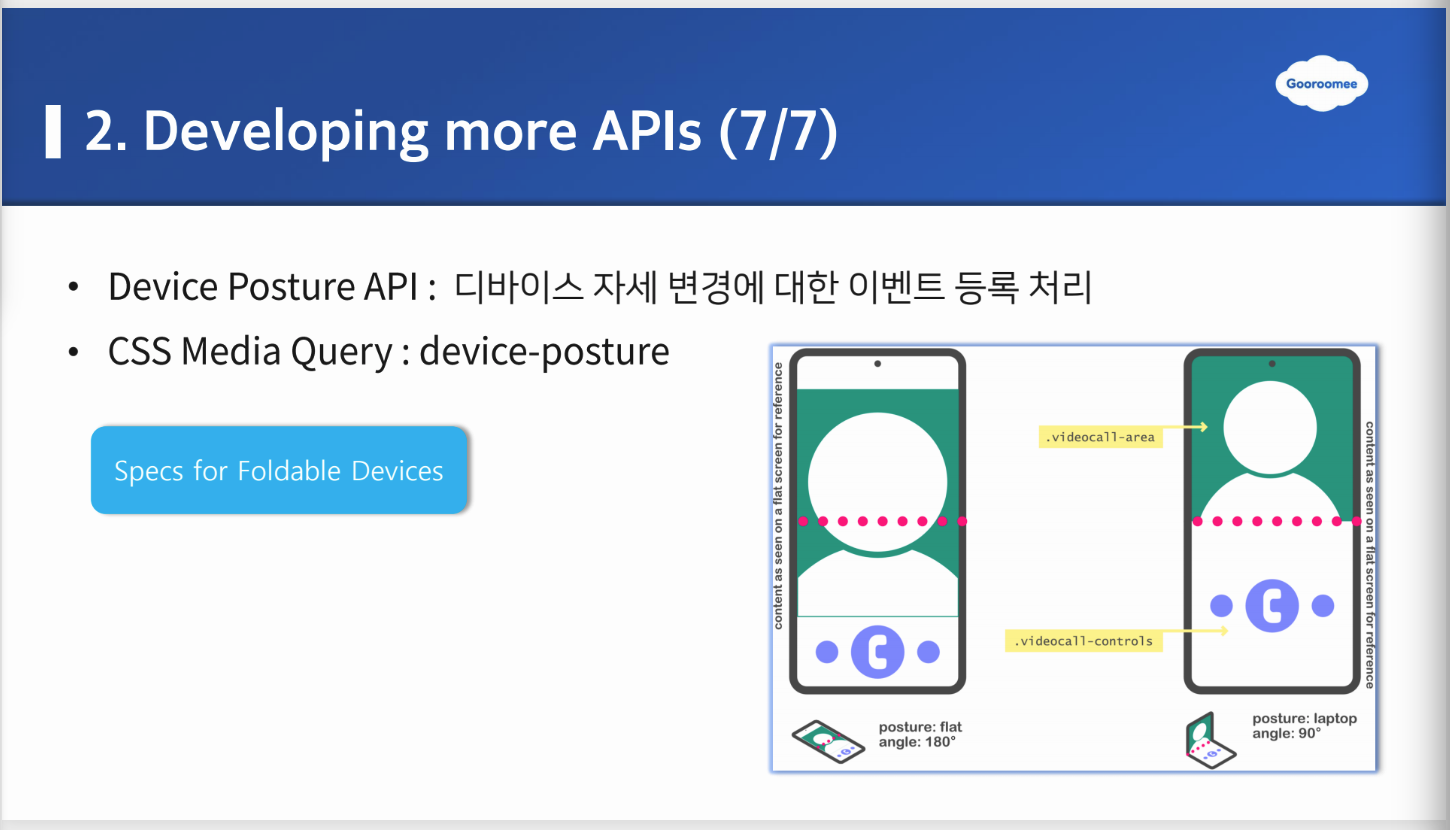 Gooroomee
2. Developing more APIs (7/7)
• Device Posture API : 디바이스 자세 변경에 대한 이벤트 등록 처리
• CSS Media Query : device-posture
Specs for Foldable Devices
content as seen on a flat screen for reference
.videocall-area
.videocall-controls
content as seen on a flat screen for reference
posture: flat
angle: 180°
posture: laptop
angle: 90°